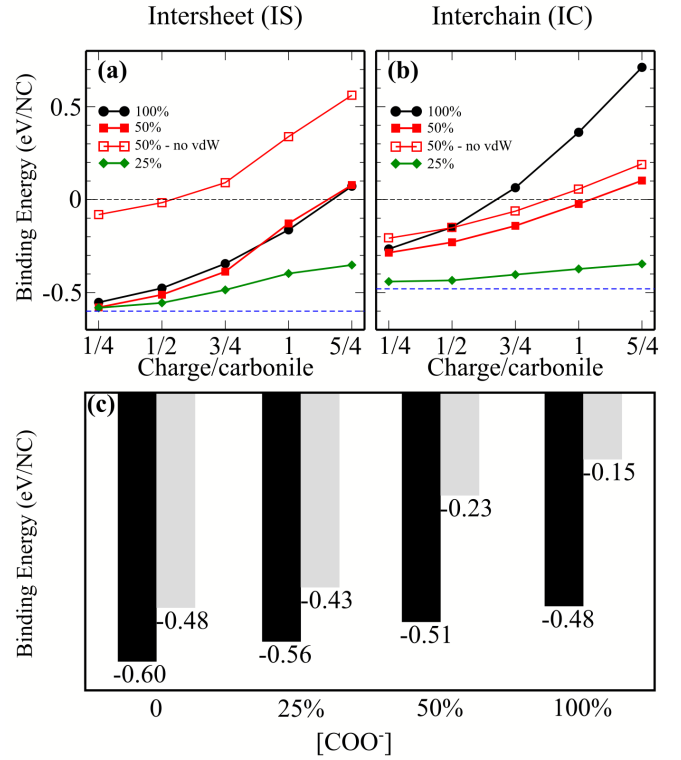 Intersheet (IS)
Interchain (IC)
Binding Energy (eV/NC)
0.5
0
-0.5
(a)
100%
50%
50% - no vdW
25%
1/4 1/2 3/4 1 5/4
Charge/carbonile
(b)
100%
50%
50% - no vdW
25%
1/4 1/2 3/4 1 5/4
Charge/carbonile
(c)
Binding Energy (eV/NC)
-0.60
-0.48
-0.56
-0.43
-0.51
-0.23
-0.48
-0.15
0 25% 50% 100%
[COO⁻]